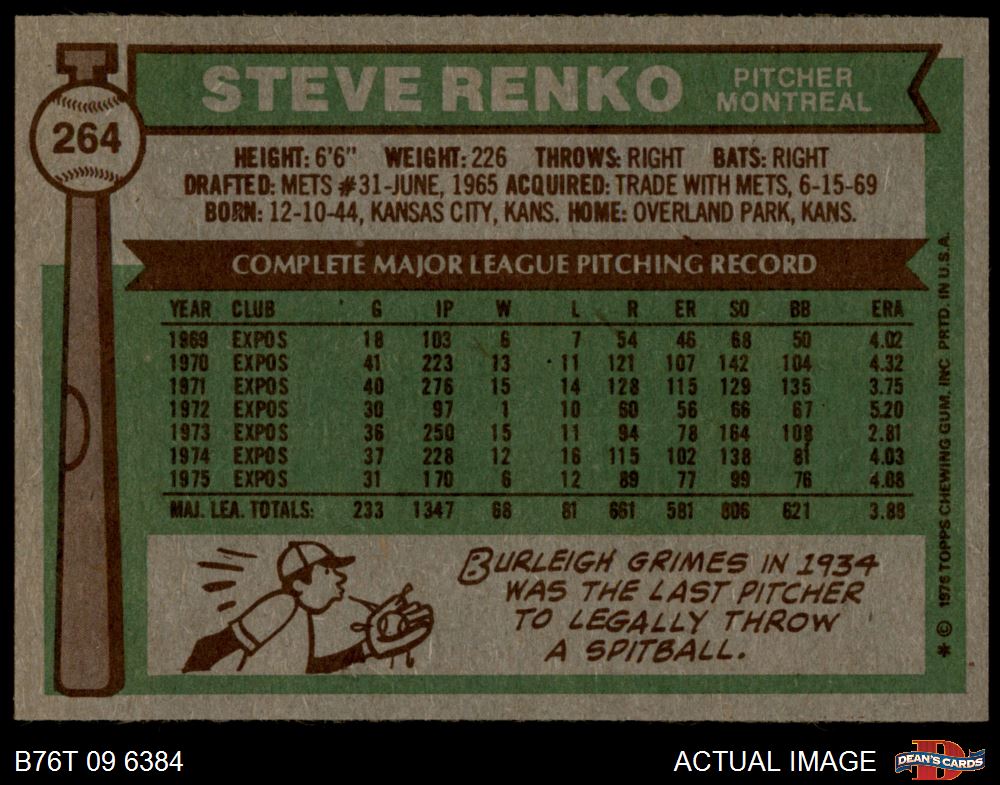 STEVE RENKO
PITCHER
MONTREAL
264
HEIGHT: 6'6" WEIGHT: 226 THROWS: RIGHT BATS: RIGHT
DRAFTED: METS #31-JUNE, 1965 ACQUIRED: TRADE WITH METS, 6-15-69
BORN: 12-10-44, KANSAS CITY, KANS. HOME: OVERLAND PARK, KANS.
COMPLETE MAJOR LEAGUE PITCHING RECORD
YEAR CLUB G IP W L R ER SO BB ERA
1969 EXPOS 18 103 6 7 54 46 68 50 4.02
1970 EXPOS 41 223 13 11 121 107 142 104 4.32
1971 EXPOS 40 276 15 14 128 115 129 135 3.75
1972 EXPOS 30 97 1 10 60 56 66 67 5.20
1973 EXPOS 36 250 15 11 94 78 164 108 2.81
1974 EXPOS 37 228 12 16 115 102 138 81 4.03
1975 EXPOS 31 170 6 12 89 77 99 76 4.08
MAJ. LEA. TOTALS: 233 1347 68 81 661 581 806 621 3.88
BURLEIGH GRIMES IN 1934
WAS THE LAST PITCHER
TO LEGALLY THROW
A SPITBALL.
* © 1976 TOPPS CHEWING GUM, INC. PRTD. IN U.S.A.
B76T 09 6384
ACTUAL IMAGE
D
DEAN'S CARDS